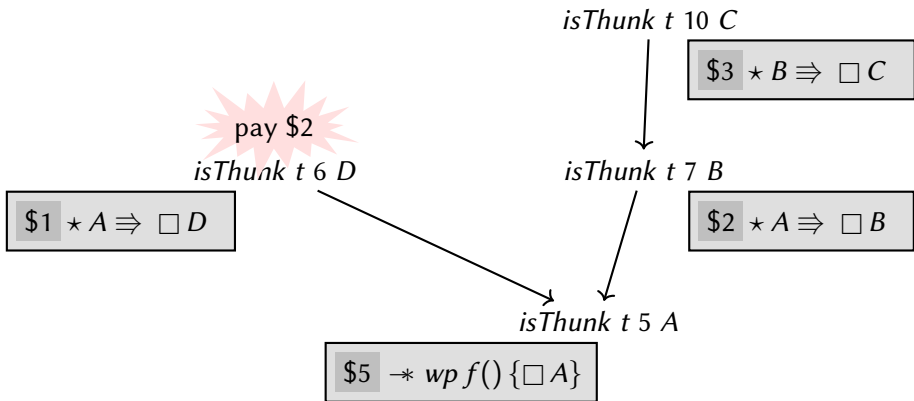 isThunk t 10 C
$3 ⋆ B ⇛ □ C
pay $2
isThunk t 6 D
isThunk t 7 B
$1 ⋆ A ⇛ □ D
$2 ⋆ A ⇛ □ B
isThunk t 5 A
$5 -⋆ wp f() {□ A}